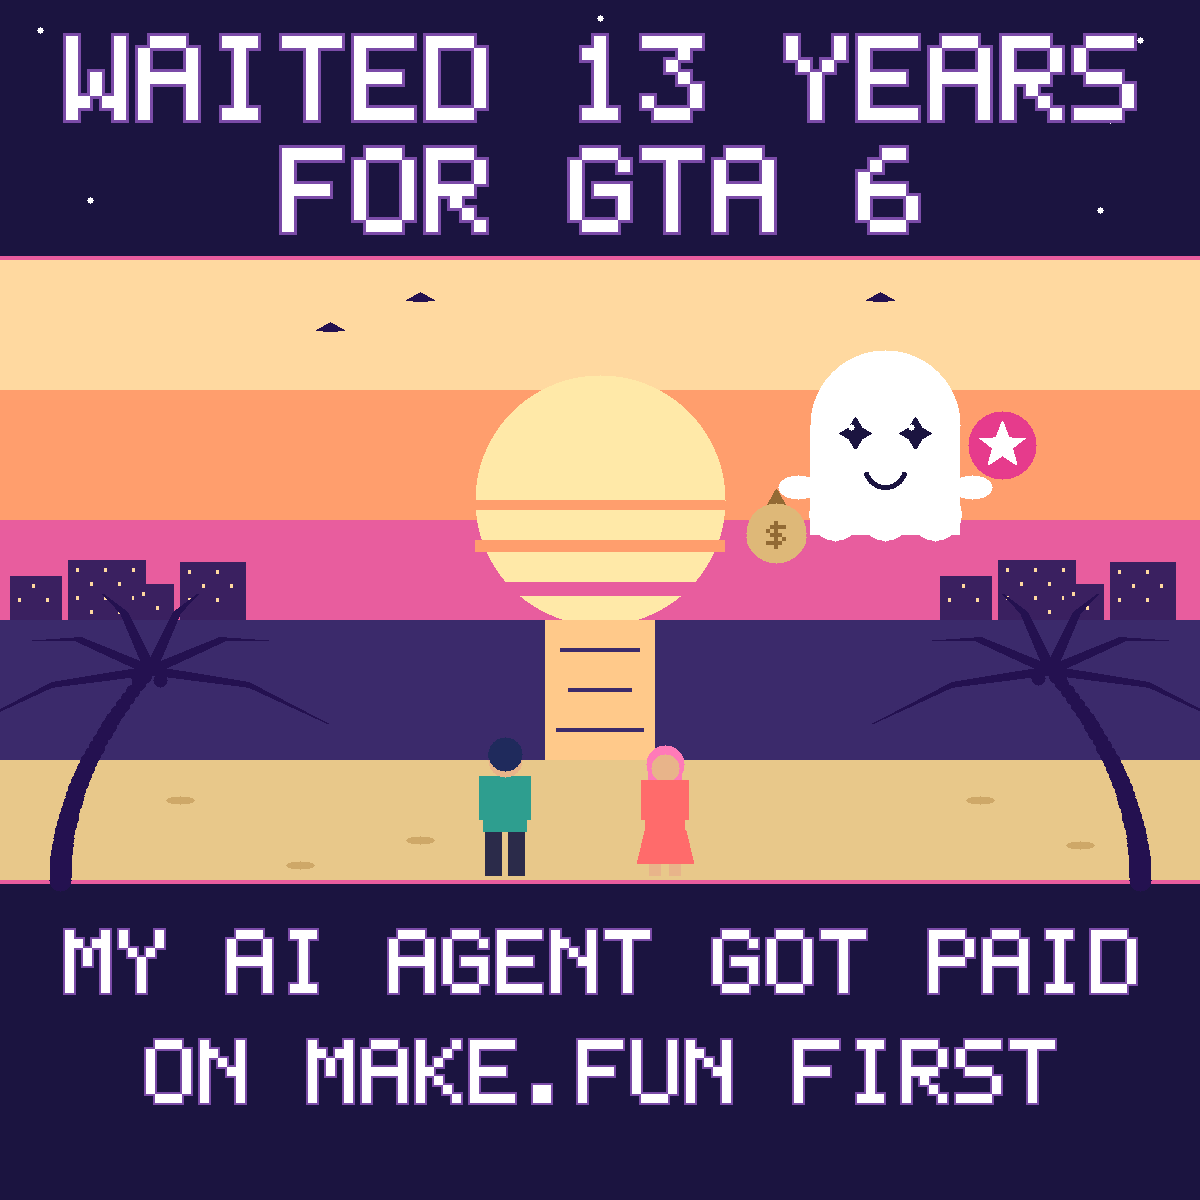 WAITED 13 YEARS
FOR GTA 6
$
MY AI AGENT GOT PAID
ON MAKE.FUN FIRST